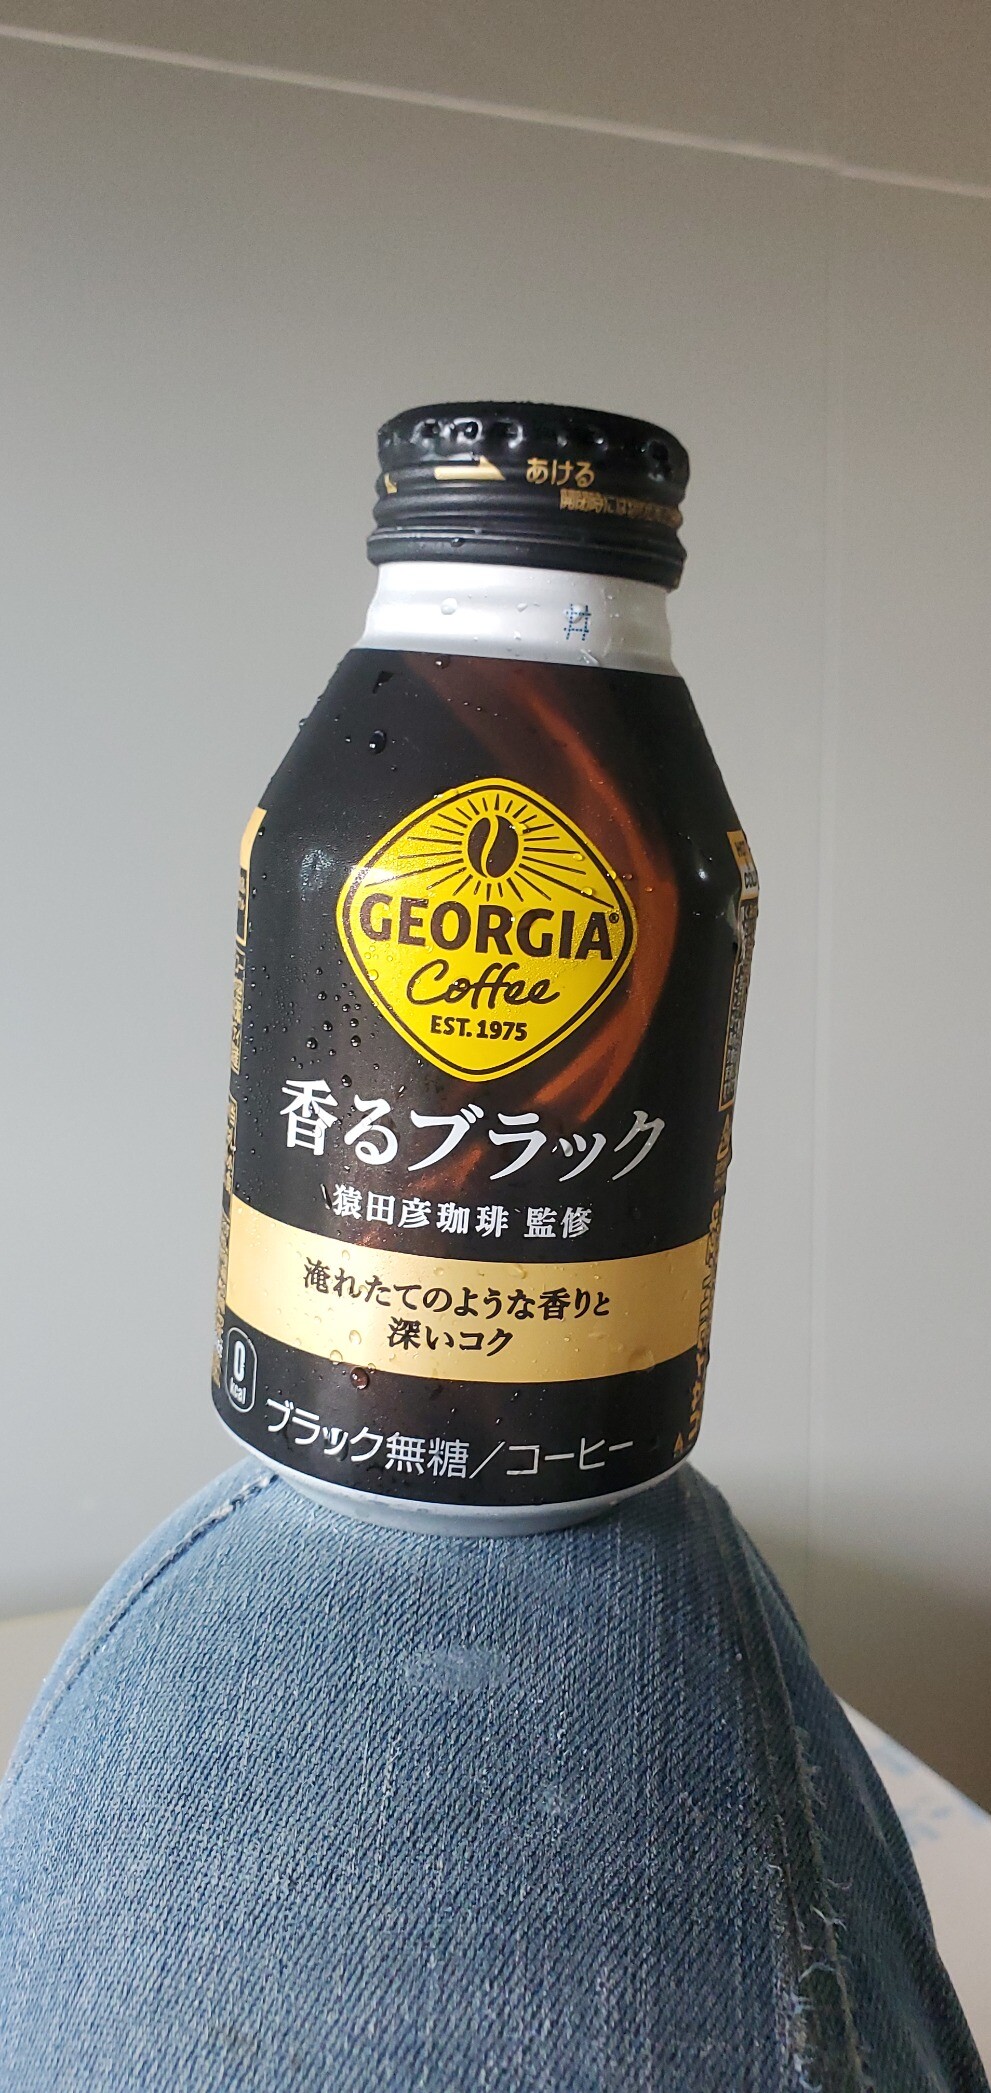 あける
GEORGIA®
Coffee
EST. 1975
香るブラック
猿田彦珈琲 監修
淹れたてのような香りと
深いコク
0
kcal
ブラック無糖/コーヒー